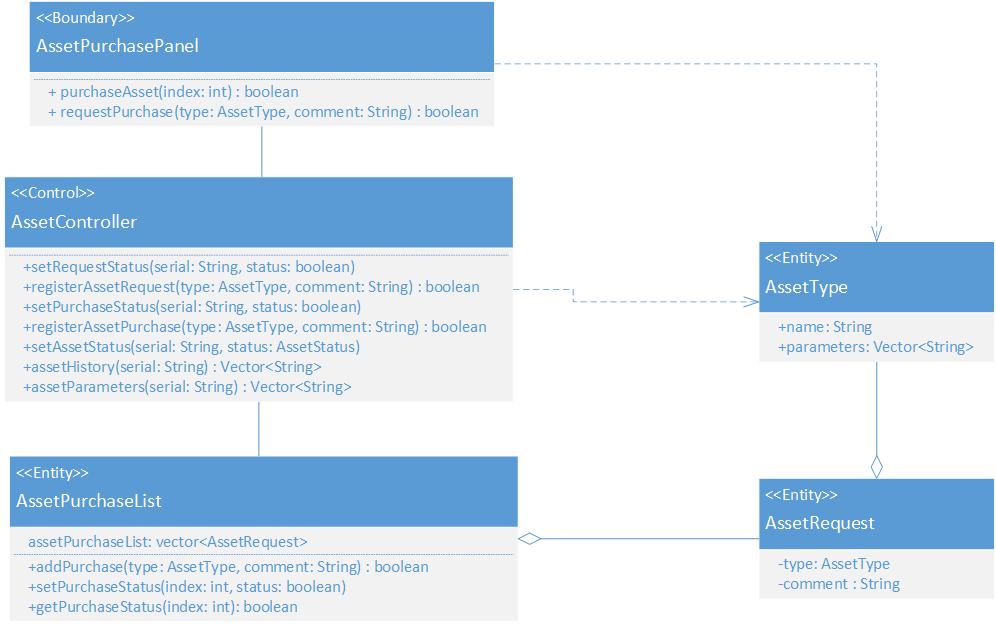 <<Boundary>>
AssetPurchasePanel
+ purchaseAsset(index: int) : boolean
+ requestPurchase(type: AssetType, comment: String) : boolean
<<Control>>
AssetController
+setRequestStatus(serial: String, status: boolean)
+registerAssetRequest(type: AssetType, comment: String) : boolean
+setPurchaseStatus(serial: String, status: boolean)
+registerAssetPurchase(type: AssetType, comment: String) : boolean
+setAssetStatus(serial: String, status: AssetStatus)
+assetHistory(serial: String) : Vector<String>
+assetParameters(serial: String) : Vector<String>
<<Entity>>
AssetType
+name: String
+parameters: Vector<String>
<<Entity>>
AssetPurchaseList
assetPurchaseList: vector<AssetRequest>
+addPurchase(type: AssetType, comment: String) : boolean
+setPurchaseStatus(index: int, status: boolean)
+getPurchaseStatus(index: int): boolean
<<Entity>>
AssetRequest
-type: AssetType
-comment : String